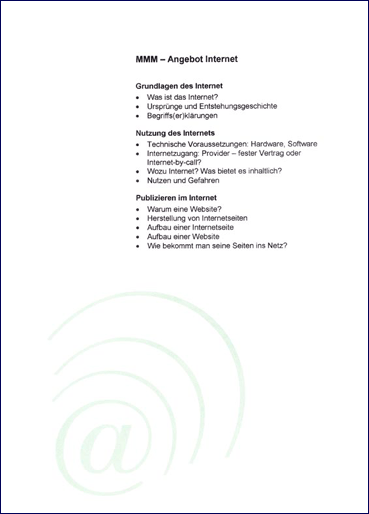 MMM – Angebot Internet
Grundlagen des Internet
• Was ist das Internet?
• Ursprünge und Entstehungsgeschichte
• Begriffs(er)klärungen
Nutzung des Internets
• Technische Voraussetzungen: Hardware, Software
• Internetzugang: Provider – fester Vertrag oder
Internet-by-call?
• Wozu Internet? Was bietet es inhaltlich?
• Nutzen und Gefahren
Publizieren im Internet
• Warum eine Website?
• Herstellung von Internetseiten
• Aufbau einer Internetseite
• Aufbau einer Website
• Wie bekommt man seine Seiten ins Netz?
@